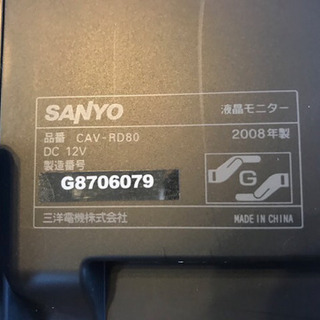 SANYO
液晶モニター
品番 CAV-RD80
2008年製
DC 12V
製造番号
G8706079
G
三洋電機株式会社
MADE IN CHINA